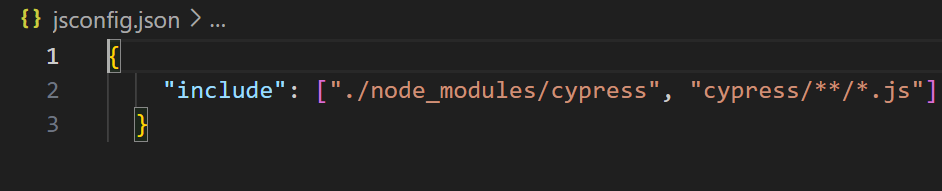 {} jsconfig.json > ...
1 {
2 "include": ["./node_modules/cypress", "cypress/**/*.js"]
3 }